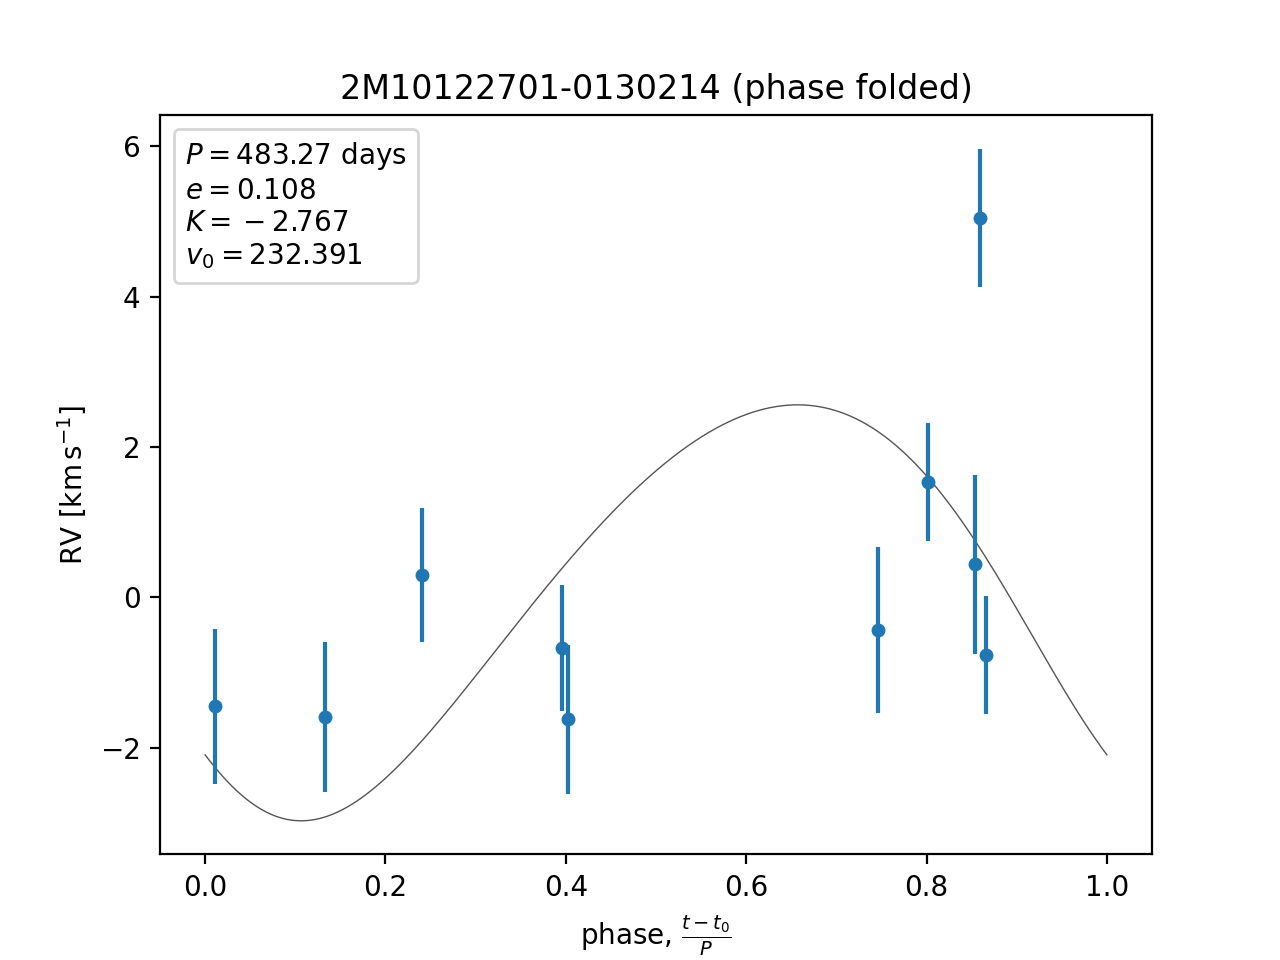 2M10122701-0130214 (phase folded)
P = 483.27 days
e = 0.108
K = −2.767
v₀ = 232.391
6
4
2
0
−2
RV [km s⁻¹]
0.0 0.2 0.4 0.6 0.8 1.0
phase, (t − t₀)/P